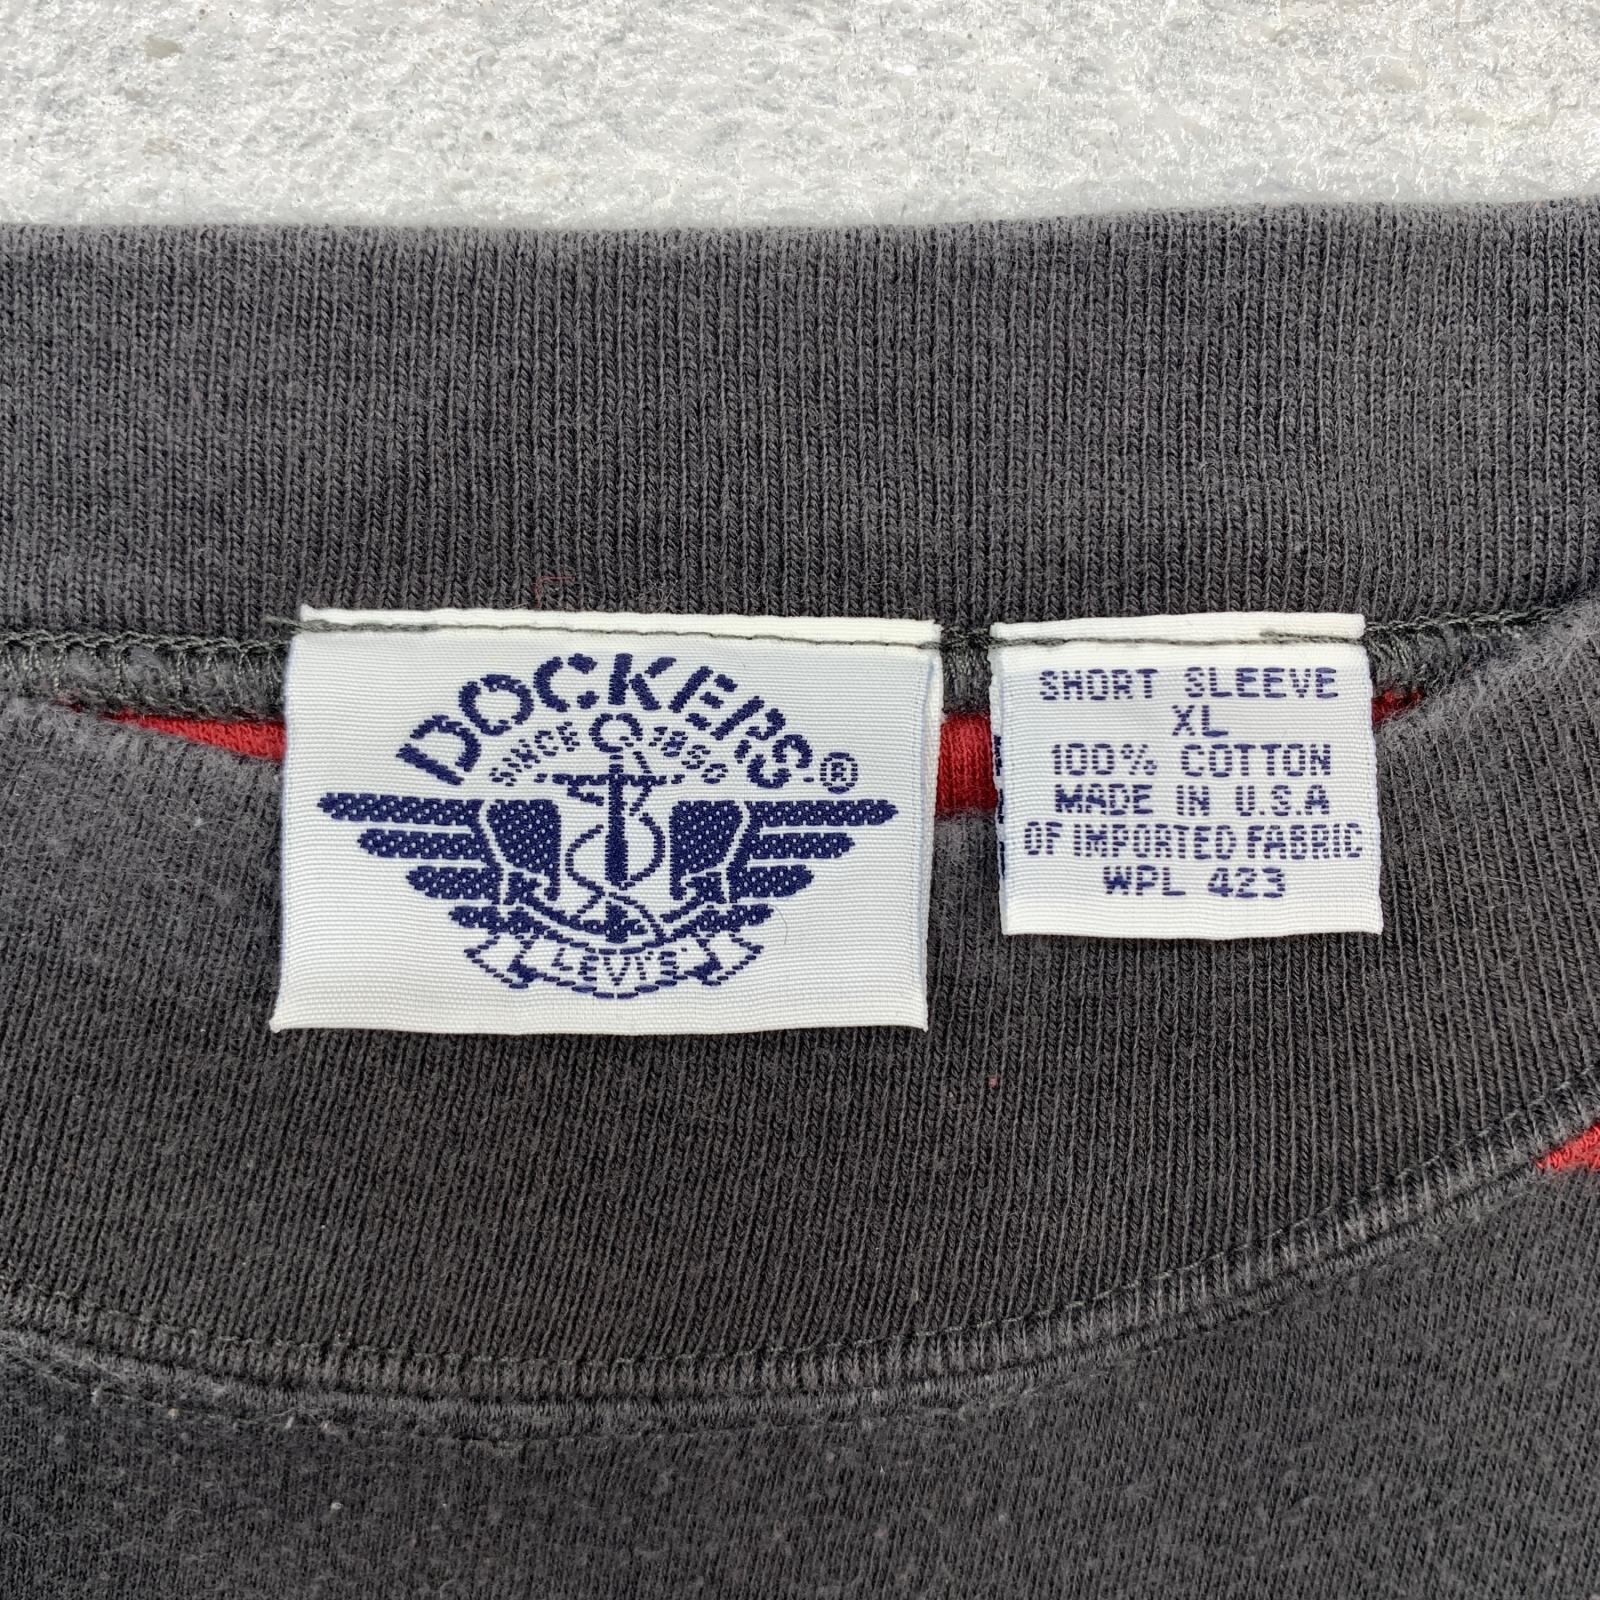 DOCKERS®
SINCE 1850
LEVI'S
SHORT SLEEVE
XL
100% COTTON
MADE IN U.S.A
OF IMPORTED FABRIC
WPL 423